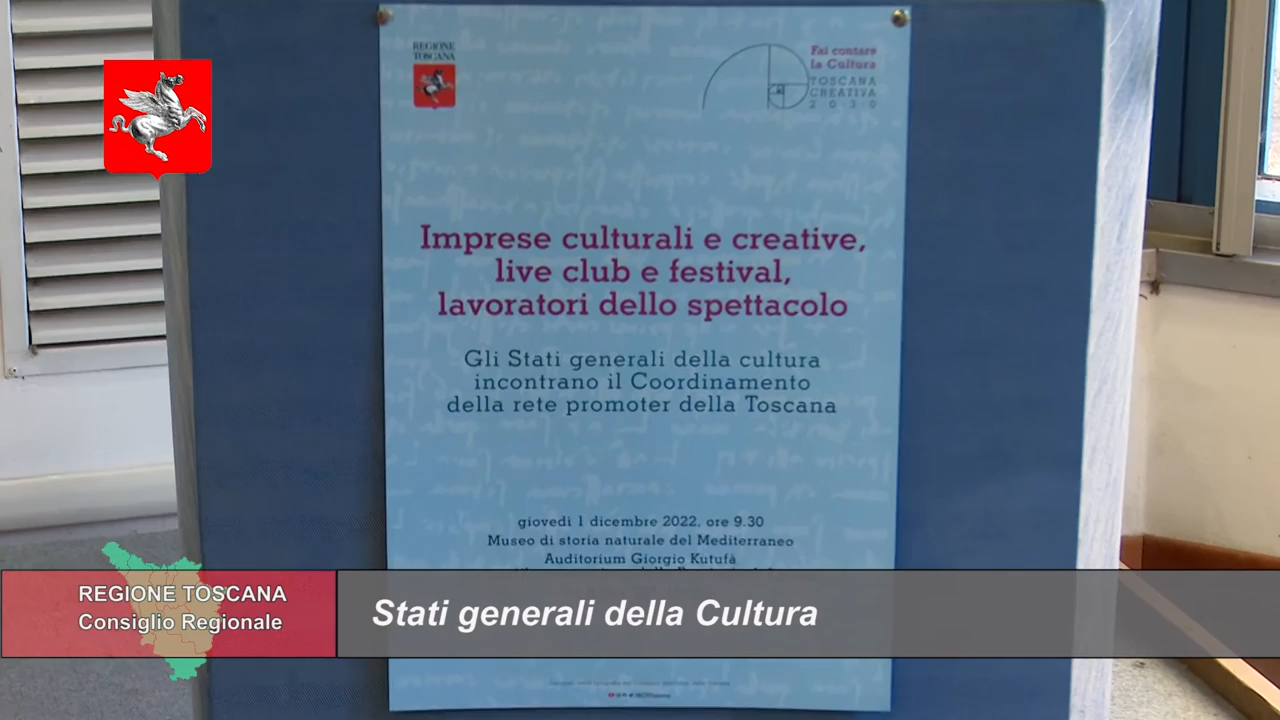 REGIONE
TOSCANA
Fai contare
la Cultura
TOSCANA
CREATIVA
2030
Imprese culturali e creative,
live club e festival,
lavoratori dello spettacolo
Gli Stati generali della cultura
incontrano il Coordinamento
della rete promoter della Toscana
giovedì 1 dicembre 2022, ore 9.30
Museo di storia naturale del Mediterraneo
Auditorium Giorgio Kutufà
REGIONE TOSCANA
Consiglio Regionale
Stati generali della Cultura